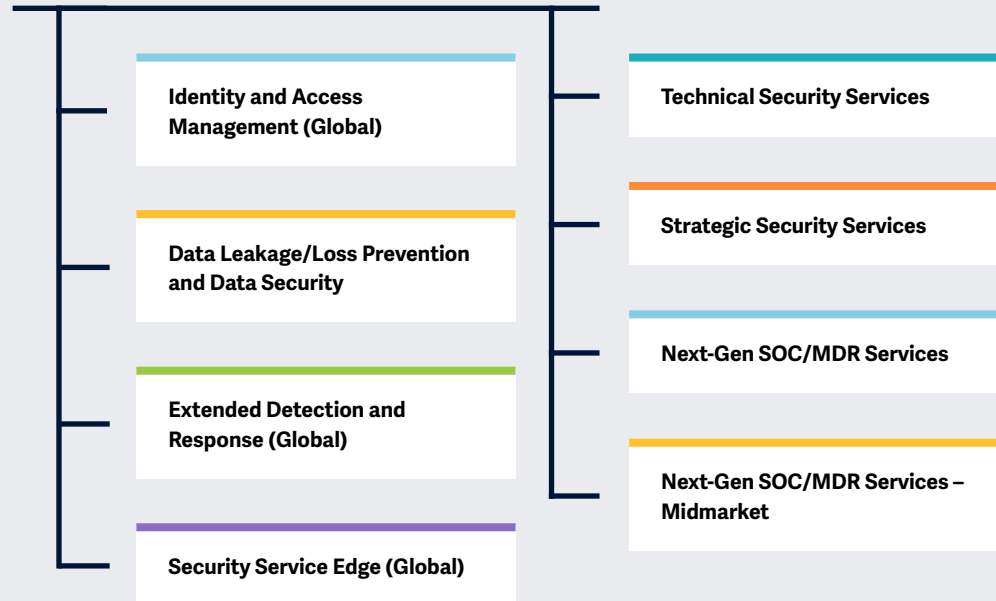 Identity and Access
Management (Global)
Data Leakage/Loss Prevention
and Data Security
Extended Detection and
Response (Global)
Security Service Edge (Global)
Technical Security Services
Strategic Security Services
Next-Gen SOC/MDR Services
Next-Gen SOC/MDR Services –
Midmarket